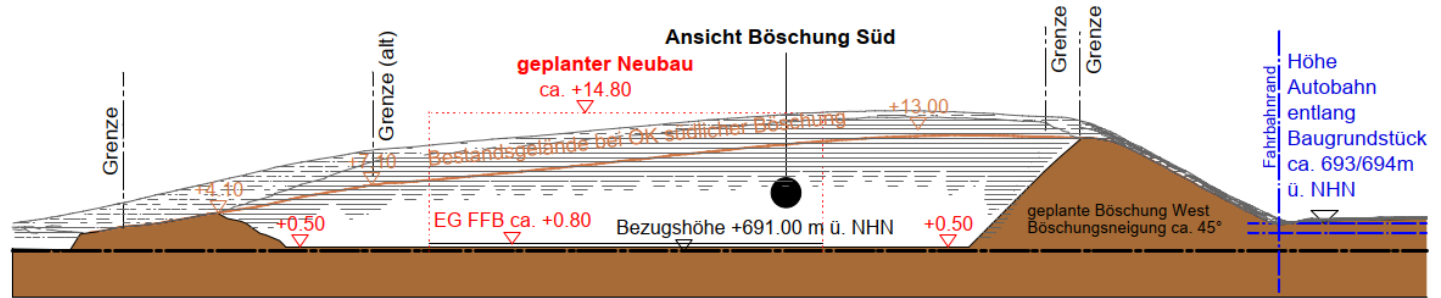 Grenze
Grenze (alt)
geplanter Neubau
ca. +14.80
Ansicht Böschung Süd
Grenze
Grenze
+13.00
Bestandsgelände bei OK südlicher Böschung
+7.10
+4.10
+0.50
EG FFB ca. +0.80
Bezugshöhe +691.00 m ü. NHN
+0.50
geplante Böschung West
Böschungsneigung ca. 45°
Fahrbahnrand
Höhe
Autobahn
entlang
Baugrundstück
ca. 693/694m
ü. NHN